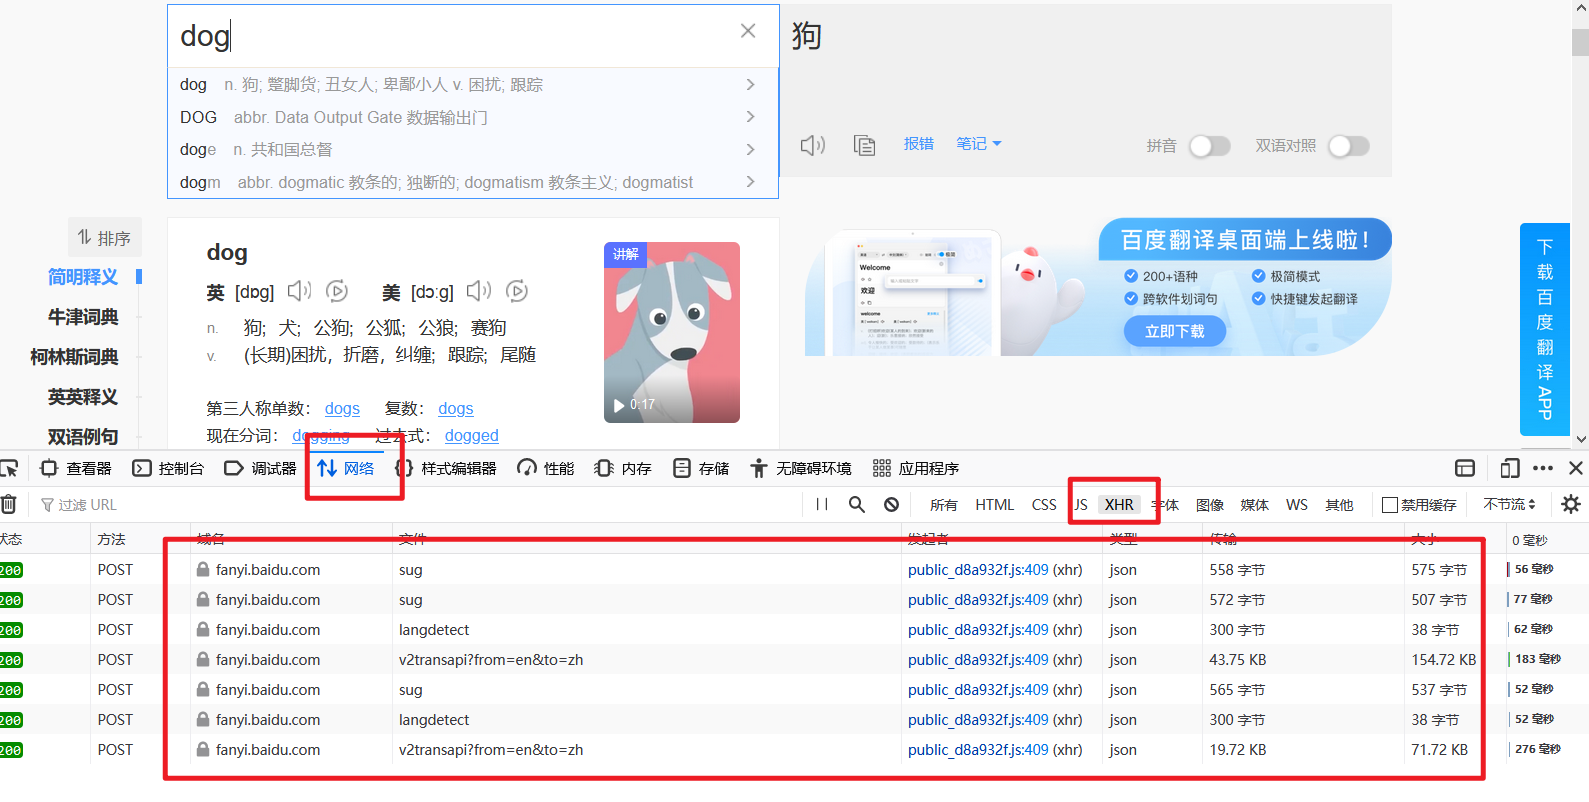 dog
狗
dog n. 狗; 蹩脚货; 丑女人; 卑鄙小人 v. 困扰; 跟踪
DOG abbr. Data Output Gate 数据输出门
doge n. 共和国总督
dogm abbr. dogmatic 教条的; 独断的; dogmatism 教条主义; dogmatist
报错 笔记 拼音 双语对照
排序
简明释义
牛津词典
柯林斯词典
英英释义
双语例句
dog
英 [dɒg] 美 [dɔːg]
n. 狗; 犬; 公狗; 公狐; 公狼; 赛狗
v. (长期)困扰, 折磨, 纠缠; 跟踪; 尾随
第三人称单数: dogs 复数: dogs
现在分词: dogging 过去式: dogged
讲解
0:17
Welcome
欢迎
welcome
百度翻译桌面端上线啦!
200+语种 极简模式
跨软件划词句 快捷键发起翻译
立即下载
下载百度翻译APP
查看器 控制台 调试器 网络 样式编辑器 性能 内存 存储 无障碍环境 应用程序
过滤 URL
所有 HTML CSS JS XHR 字体 图像 媒体 WS 其他 禁用缓存 不节流
状态 方法 域名 文件 发起者 类型 传输 大小 0 毫秒
200 POST fanyi.baidu.com sug public_d8a932f.js:409 (xhr) json 558 字节 575 字节 56 毫秒
200 POST fanyi.baidu.com sug public_d8a932f.js:409 (xhr) json 572 字节 507 字节 77 毫秒
200 POST fanyi.baidu.com langdetect public_d8a932f.js:409 (xhr) json 300 字节 38 字节 62 毫秒
200 POST fanyi.baidu.com v2transapi?from=en&to=zh public_d8a932f.js:409 (xhr) json 43.75 KB 154.72 KB 183 毫秒
200 POST fanyi.baidu.com sug public_d8a932f.js:409 (xhr) json 565 字节 537 字节 52 毫秒
200 POST fanyi.baidu.com langdetect public_d8a932f.js:409 (xhr) json 300 字节 38 字节 52 毫秒
200 POST fanyi.baidu.com v2transapi?from=en&to=zh public_d8a932f.js:409 (xhr) json 19.72 KB 71.72 KB 276 毫秒